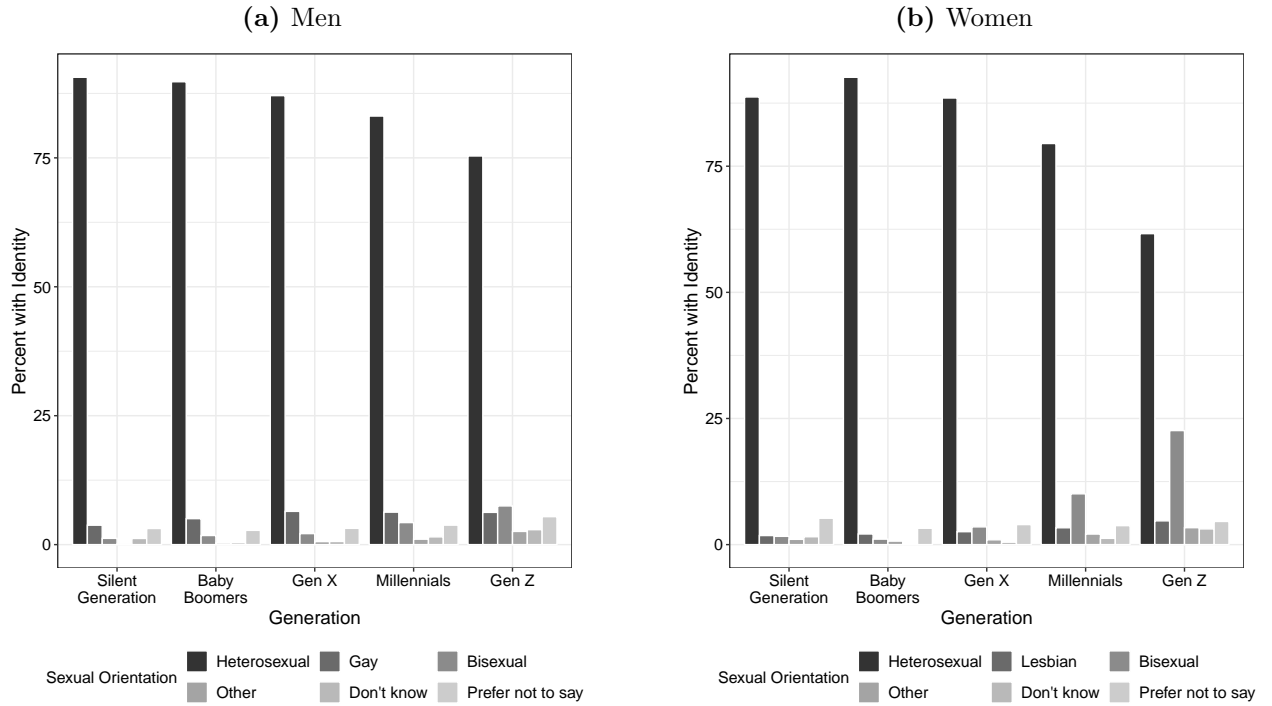 (a) Men
75
50
25
0
Percent with Identity
Silent Generation
Baby Boomers
Gen X
Millennials
Gen Z
Generation
Sexual Orientation
Heterosexual
Gay
Bisexual
Other
Don't know
Prefer not to say
(b) Women
75
50
25
0
Percent with Identity
Silent Generation
Baby Boomers
Gen X
Millennials
Gen Z
Generation
Sexual Orientation
Heterosexual
Lesbian
Bisexual
Other
Don't know
Prefer not to say